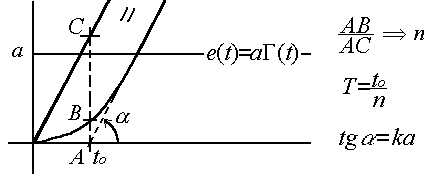 C
//
a
e(t)=aΓ(t)
B
α
A t₀
AB/AC ⟹ n
T=t₀/n
tg α=ka